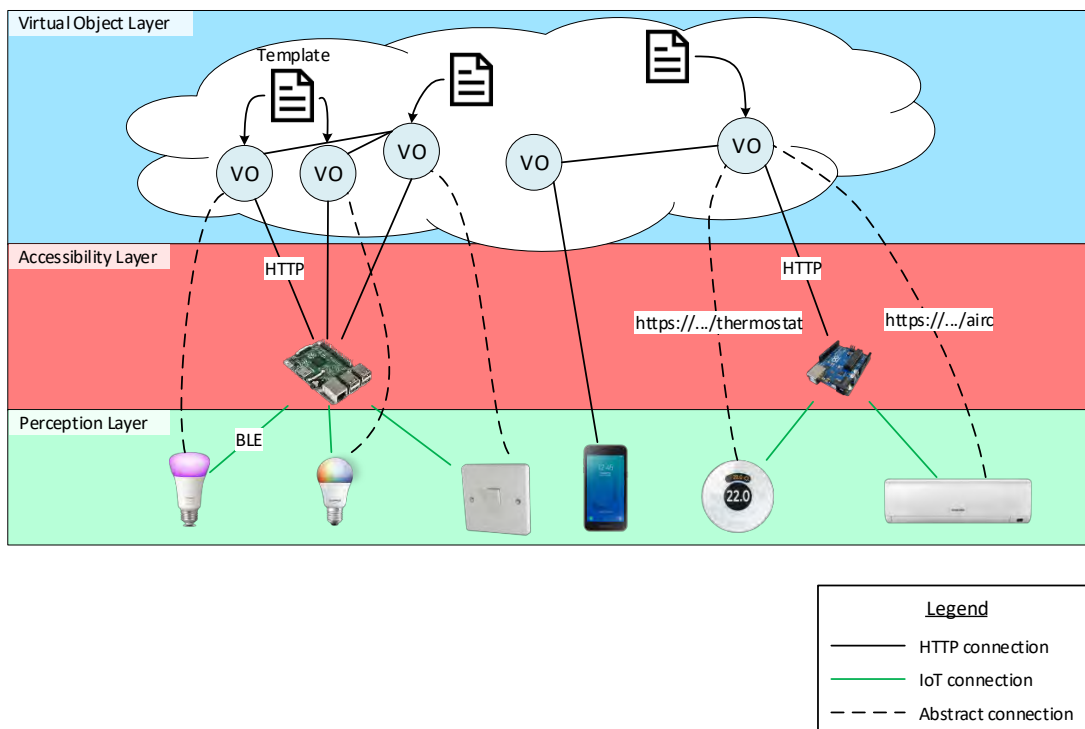 Virtual Object Layer
Template
VO
VO
VO
VO
VO
Accessibility Layer
HTTP
HTTP
https://.../thermostat
https://.../airc
Perception Layer
BLE
22.0
Legend
HTTP connection
IoT connection
Abstract connection